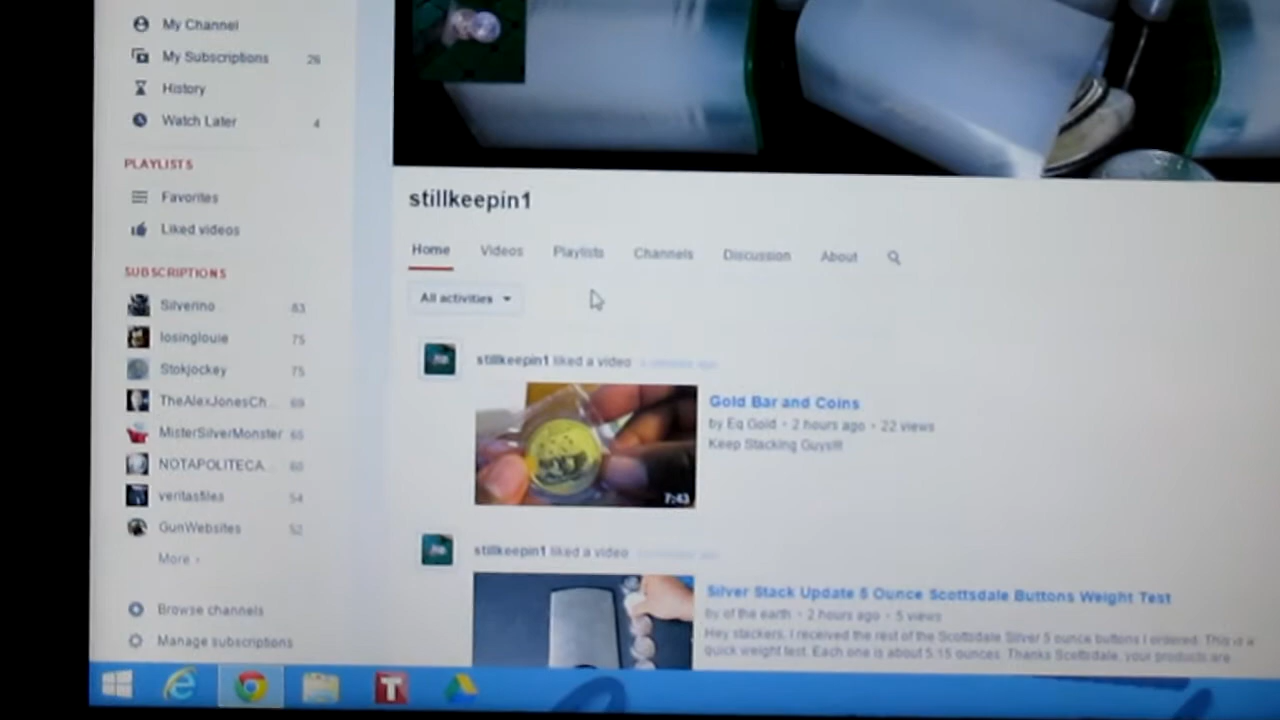 My Channel
My Subscriptions 26
History
Watch Later 4
PLAYLISTS
Favorites
Liked videos
SUBSCRIPTIONS
Silverino 83
losinglouie 75
Stokjockey 75
TheAlexJonesCh... 69
MisterSilverMonster 65
NOTAPOLITECA... 60
veritasfiles 54
GunWebsites 52
More ›
Browse channels
Manage subscriptions
stillkeepin1
Home Videos Playlists Channels Discussion About
All activities
stillkeepin1 liked a video
Gold Bar and Coins
by Eq Gold • 2 hours ago • 22 views
Keep Stacking Guys!!!
7:43
stillkeepin1 liked a video
Silver Stack Update 5 Ounce Scottsdale Buttons Weight Test
by of the earth • 2 hours ago • 5 views
Hey stackers, I received the rest of the Scottsdale Silver 5 ounce buttons I ordered. This is a
quick weight test. Each one is about 5.15 ounces. Thanks Scottsdale, your products are
T